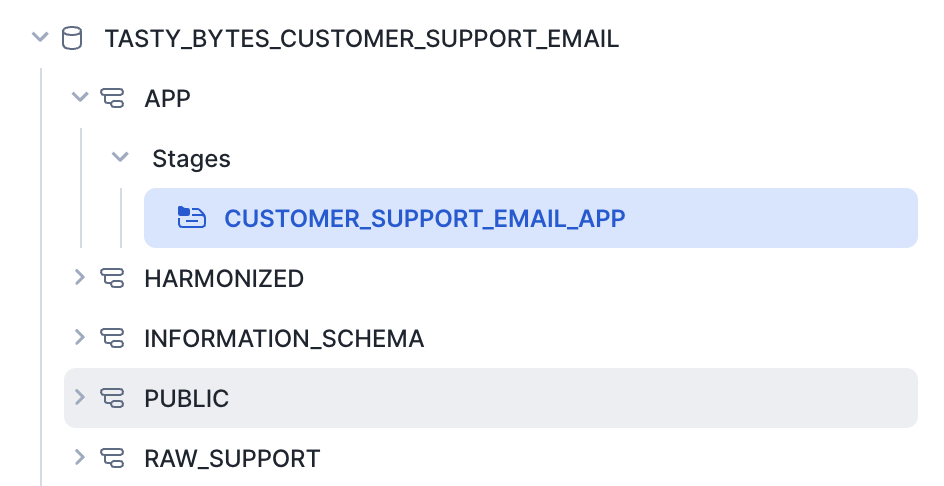 TASTY_BYTES_CUSTOMER_SUPPORT_EMAIL
APP
Stages
CUSTOMER_SUPPORT_EMAIL_APP
HARMONIZED
INFORMATION_SCHEMA
PUBLIC
RAW_SUPPORT